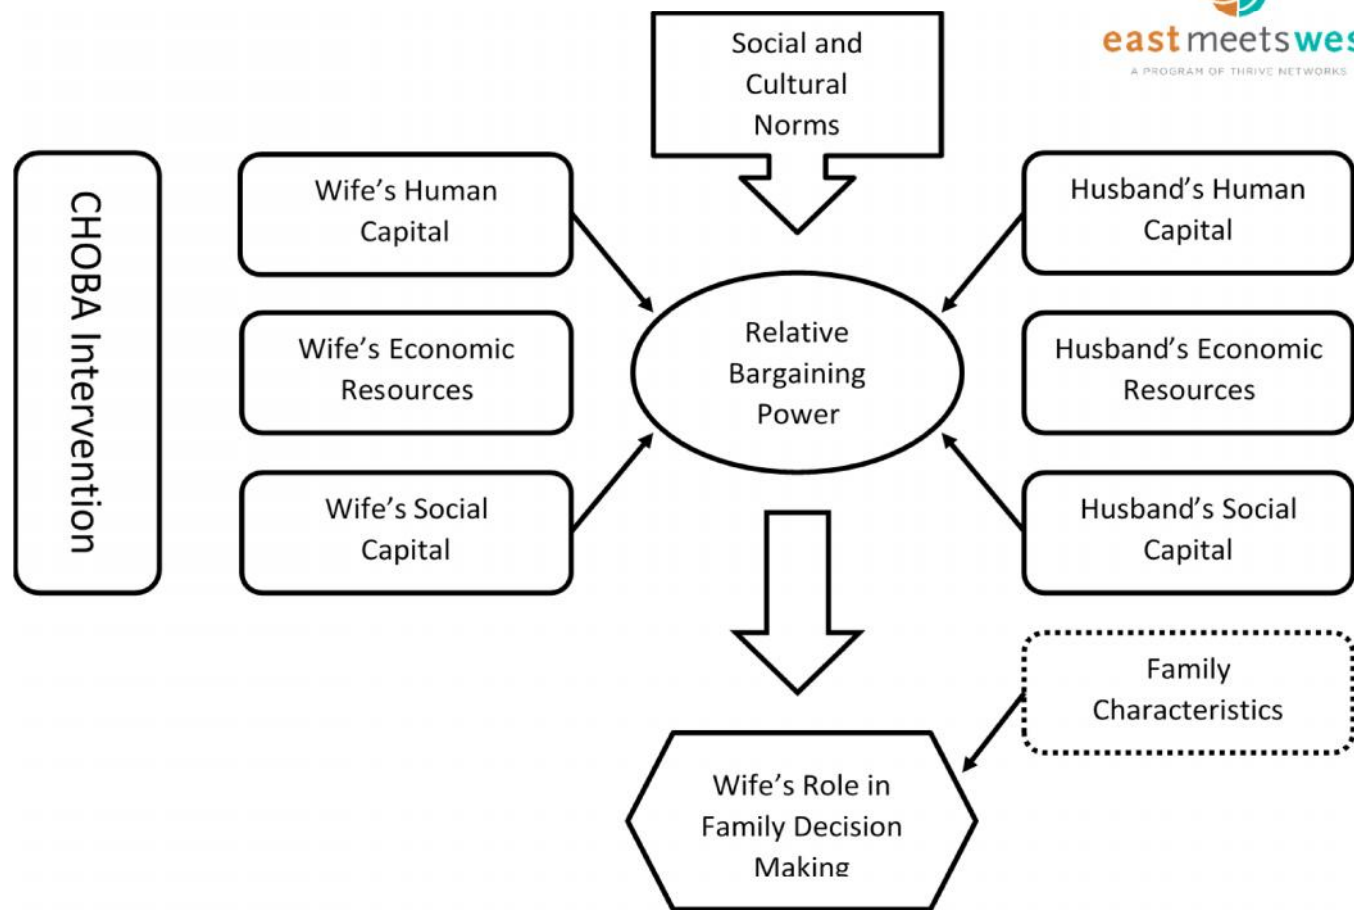 eastmeetswes
A PROGRAM OF THRIVE NETWORKS
Social and
Cultural
Norms
CHOBA Intervention
Wife’s Human
Capital
Husband’s Human
Capital
Wife’s Economic
Resources
Relative
Bargaining
Power
Husband’s Economic
Resources
Wife’s Social
Capital
Husband’s Social
Capital
Family
Characteristics
Wife’s Role in
Family Decision
Making